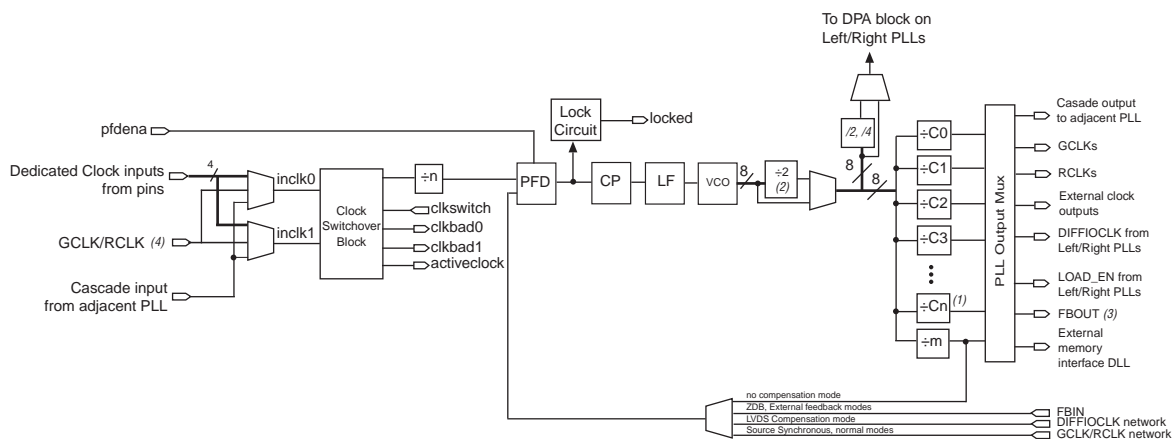 To DPA block on
Left/Right PLLs
Lock
Circuit
locked
/2, /4
Casade output
to adjacent PLL
pfdena
÷C0
GCLKs
4
8
8
8
Dedicated Clock inputs
from pins
inclk0
÷n
PFD
CP
LF
VCO
÷2
(2)
÷C1
RCLKs
clkswitch
÷C2
External clock
outputs
Clock
Switchover
Block
clkbad0
GCLK/RCLK (4)
inclk1
clkbad1
÷C3
PLL Output Mux
DIFFIOCLK from
Left/Right PLLs
activeclock
LOAD_EN from
Left/Right PLLs
Cascade input
from adjacent PLL
÷Cn
(1)
FBOUT (3)
÷m
External
memory
interface DLL
no compensation mode
ZDB, External feedback modes
FBIN
LVDS Compensation mode
DIFFIOCLK network
Source Synchronous, normal modes
GCLK/RCLK network